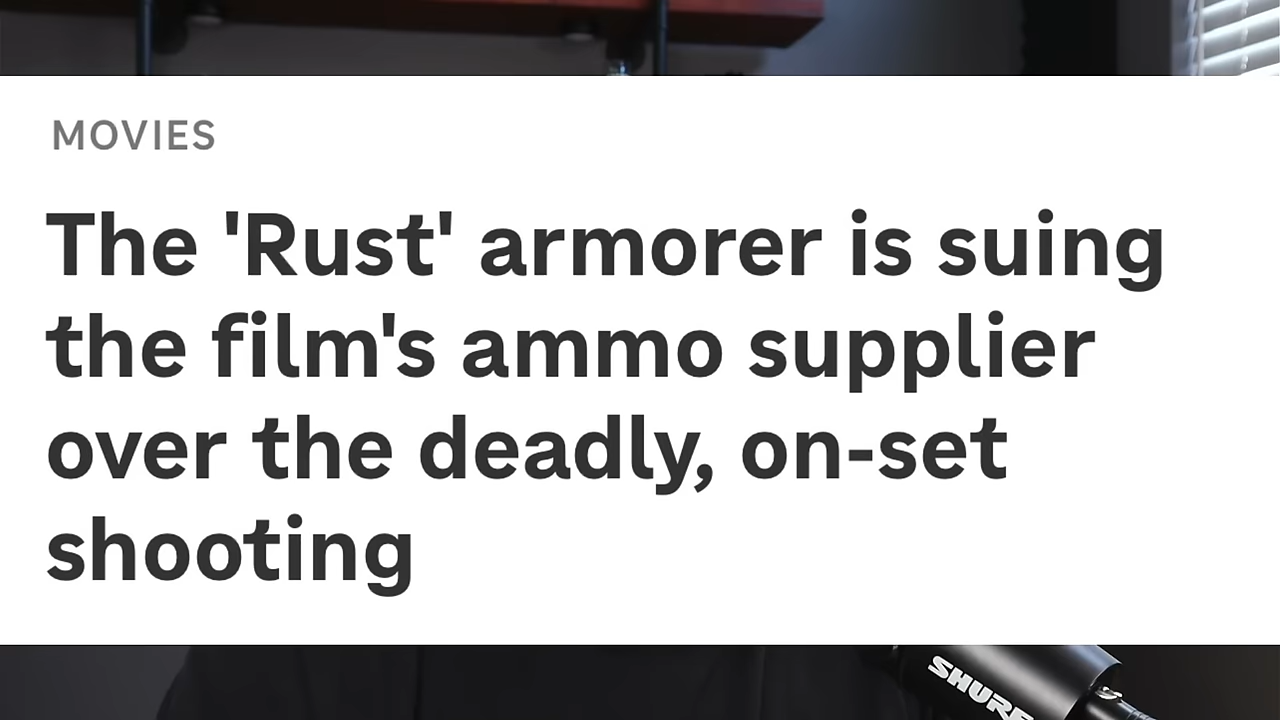 MOVIES
The 'Rust' armorer is suing
the film's ammo supplier
over the deadly, on-set
shooting
SHURE